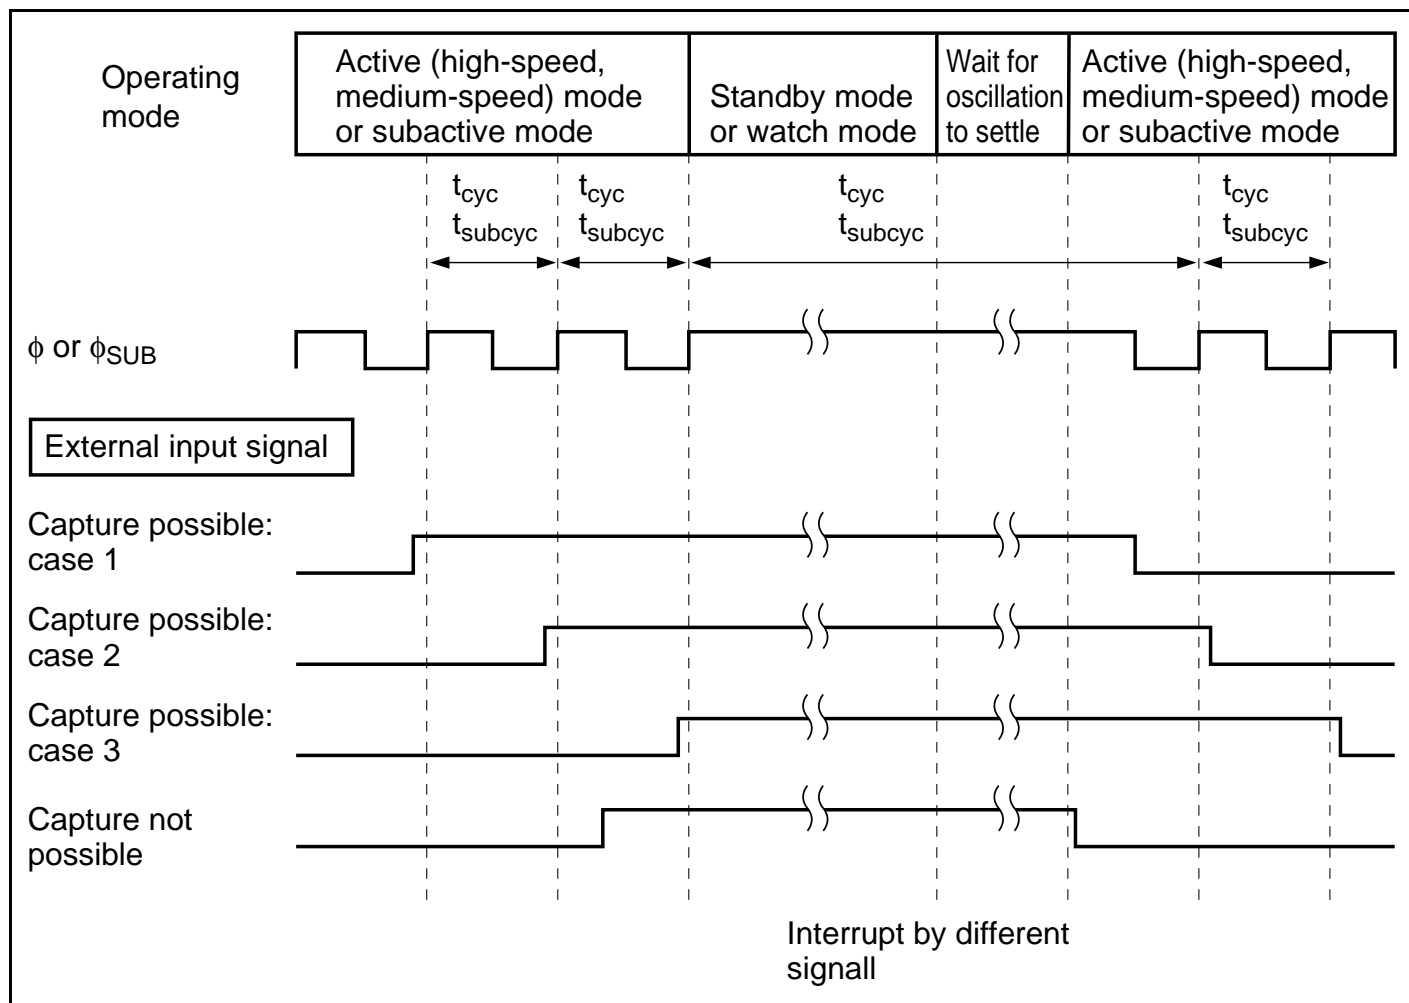 Operating
mode
Active (high-speed,
medium-speed) mode
or subactive mode
Standby mode
or watch mode
Wait for
oscillation
to settle
Active (high-speed,
medium-speed) mode
or subactive mode
tcyc
tsubcyc
tcyc
tsubcyc
tcyc
tsubcyc
tcyc
tsubcyc
ϕ or ϕSUB
External input signal
Capture possible:
case 1
Capture possible:
case 2
Capture possible:
case 3
Capture not
possible
Interrupt by different
signall